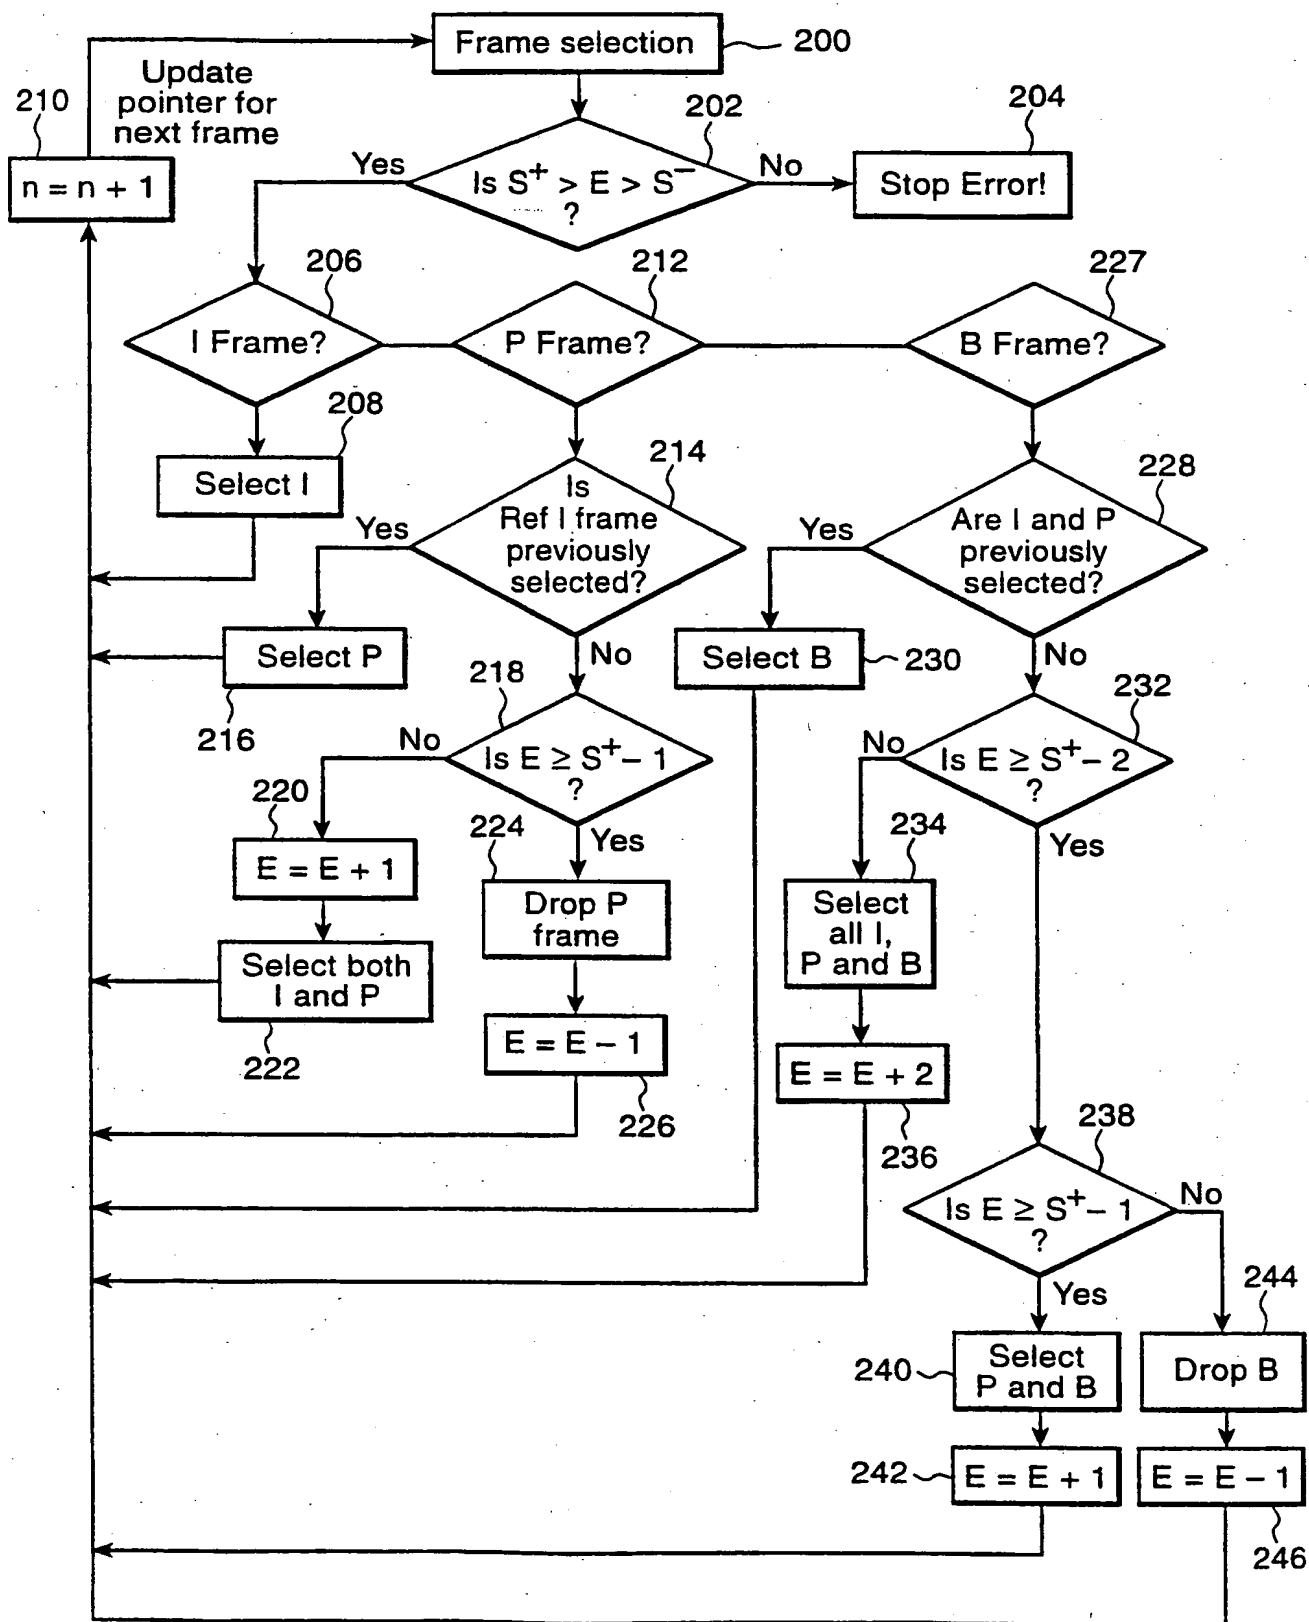 Frame selection
200
Update
pointer for
next frame
210
n = n + 1
202
Yes
Is S+ > E > S−
?
No
204
Stop Error!
206
I Frame?
212
P Frame?
227
B Frame?
208
Select I
214
Is
Ref I frame
previously
selected?
Yes
228
Are I and P
previously
selected?
Yes
Select P
216
No
Select B
230
No
218
Is E ≥ S+ − 1
?
No
232
Is E ≥ S+ − 2
?
No
220
E = E + 1
Yes
224
Drop P
frame
Yes
234
Select
all I,
P and B
Select both
I and P
222
E = E − 1
226
E = E + 2
236
238
Is E ≥ S+ − 1
?
No
Yes
244
240
Select
P and B
Drop B
242
E = E + 1
E = E − 1
246